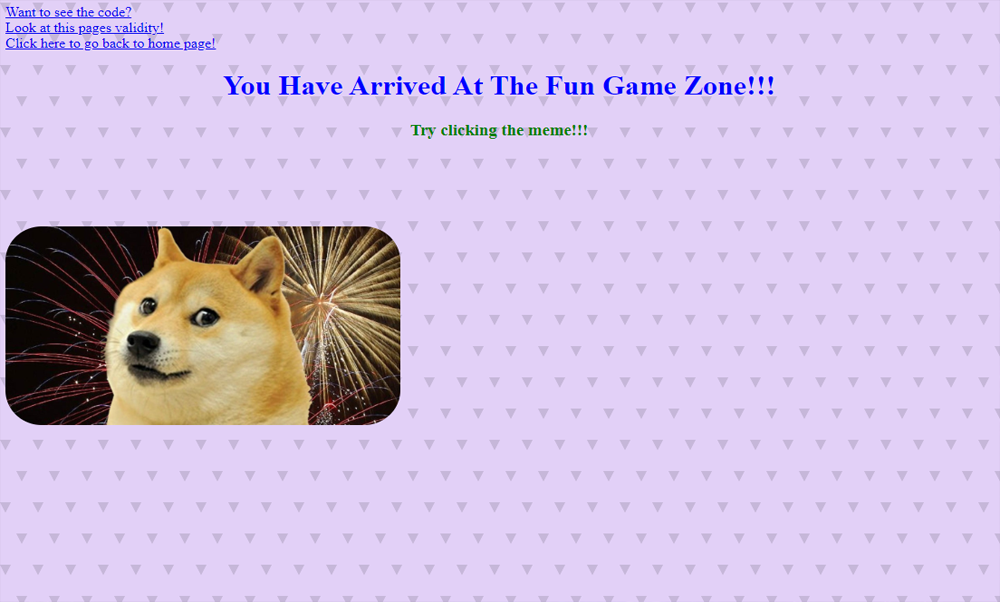 Want to see the code?
Look at this pages validity!
Click here to go back to home page!
You Have Arrived At The Fun Game Zone!!!
Try clicking the meme!!!